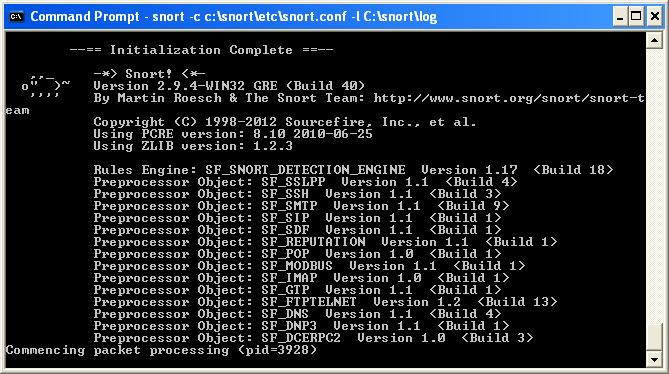 Command Prompt - snort -c c:\snort\etc\snort.conf -l C:\snort\log
--== Initialization Complete ==--
,,_ -*> Snort! <*-
o" )~ Version 2.9.4-WIN32 GRE (Build 40)
'''' By Martin Roesch & The Snort Team: http://www.snort.org/snort/snort-t
eam
Copyright (C) 1998-2012 Sourcefire, Inc., et al.
Using PCRE version: 8.10 2010-06-25
Using ZLIB version: 1.2.3
Rules Engine: SF_SNORT_DETECTION_ENGINE Version 1.17 <Build 18>
Preprocessor Object: SF_SSLPP Version 1.1 <Build 4>
Preprocessor Object: SF_SSH Version 1.1 <Build 3>
Preprocessor Object: SF_SMTP Version 1.1 <Build 9>
Preprocessor Object: SF_SIP Version 1.1 <Build 1>
Preprocessor Object: SF_SDF Version 1.1 <Build 1>
Preprocessor Object: SF_REPUTATION Version 1.1 <Build 1>
Preprocessor Object: SF_POP Version 1.0 <Build 1>
Preprocessor Object: SF_MODBUS Version 1.1 <Build 1>
Preprocessor Object: SF_IMAP Version 1.0 <Build 1>
Preprocessor Object: SF_GTP Version 1.1 <Build 1>
Preprocessor Object: SF_FTPTELNET Version 1.2 <Build 13>
Preprocessor Object: SF_DNS Version 1.1 <Build 4>
Preprocessor Object: SF_DNP3 Version 1.1 <Build 1>
Preprocessor Object: SF_DCERPC2 Version 1.0 <Build 3>
Commencing packet processing (pid=3928)